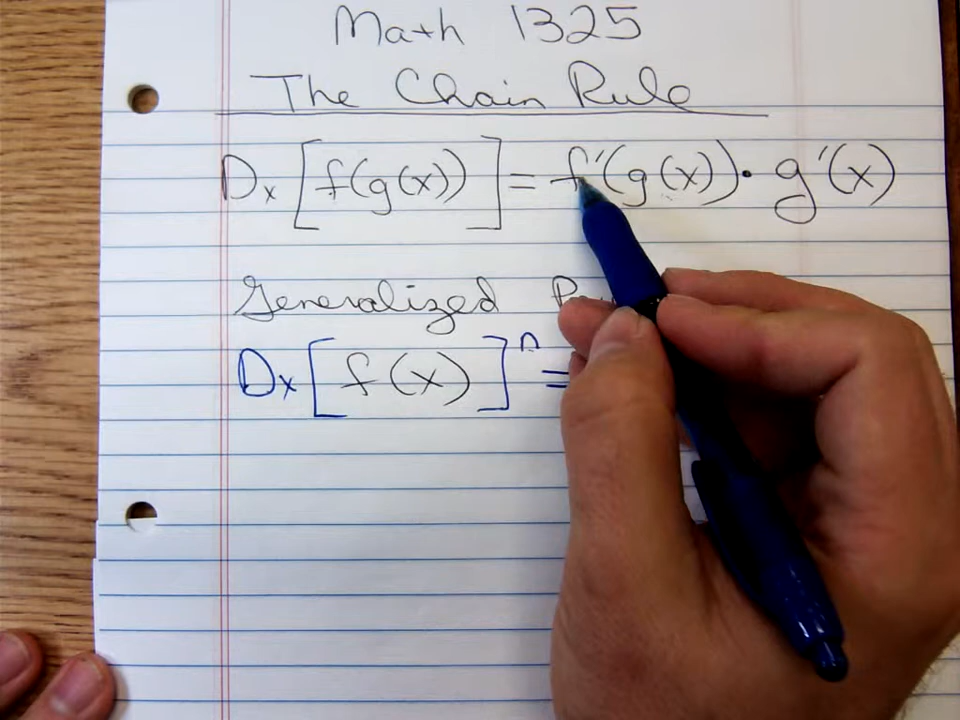 Math 1325
The Chain Rule
Dx [f(g(x))] = f'(g(x)) · g'(x)
Generalized
Dx [f(x)]^n =